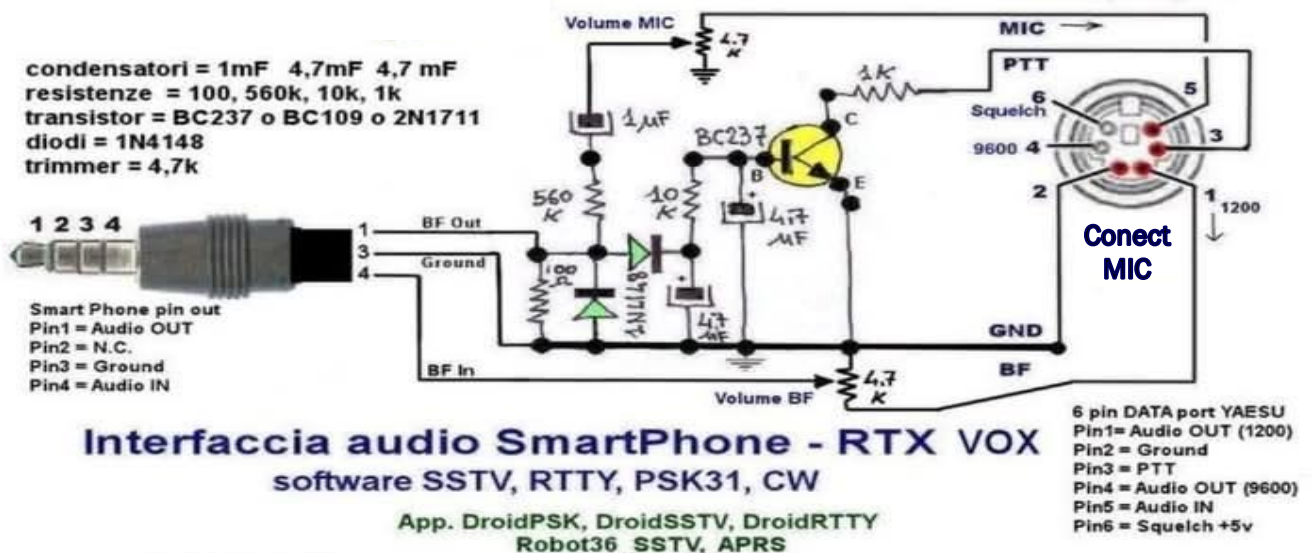 condensatori = 1mF 4,7mF 4,7 mF
resistenze = 100, 560k, 10k, 1k
transistor = BC237 o BC109 o 2N1711
diodi = 1N4148
trimmer = 4,7k
Volume MIC
4.7
K
MIC
PTT
1K
1µF
BC237
C
B
E
560
K
10
K
4.7
µF
100
Ω
1N4148
4.7
µF
6
Squelch
5
9600 4
3
2
1
1200
Conect
MIC
1 2 3 4
1
BF Out
3
Ground
4
Smart Phone pin out
Pin1 = Audio OUT
Pin2 = N.C.
Pin3 = Ground
Pin4 = Audio IN
BF In
GND
BF
Volume BF
4.7
K
6 pin DATA port YAESU
Pin1= Audio OUT (1200)
Pin2 = Ground
Pin3 = PTT
Pin4 = Audio OUT (9600)
Pin5 = Audio IN
Pin6 = Squelch +5v
Interfaccia audio SmartPhone - RTX VOX
software SSTV, RTTY, PSK31, CW
App. DroidPSK, DroidSSTV, DroidRTTY
Robot36 SSTV, APRS